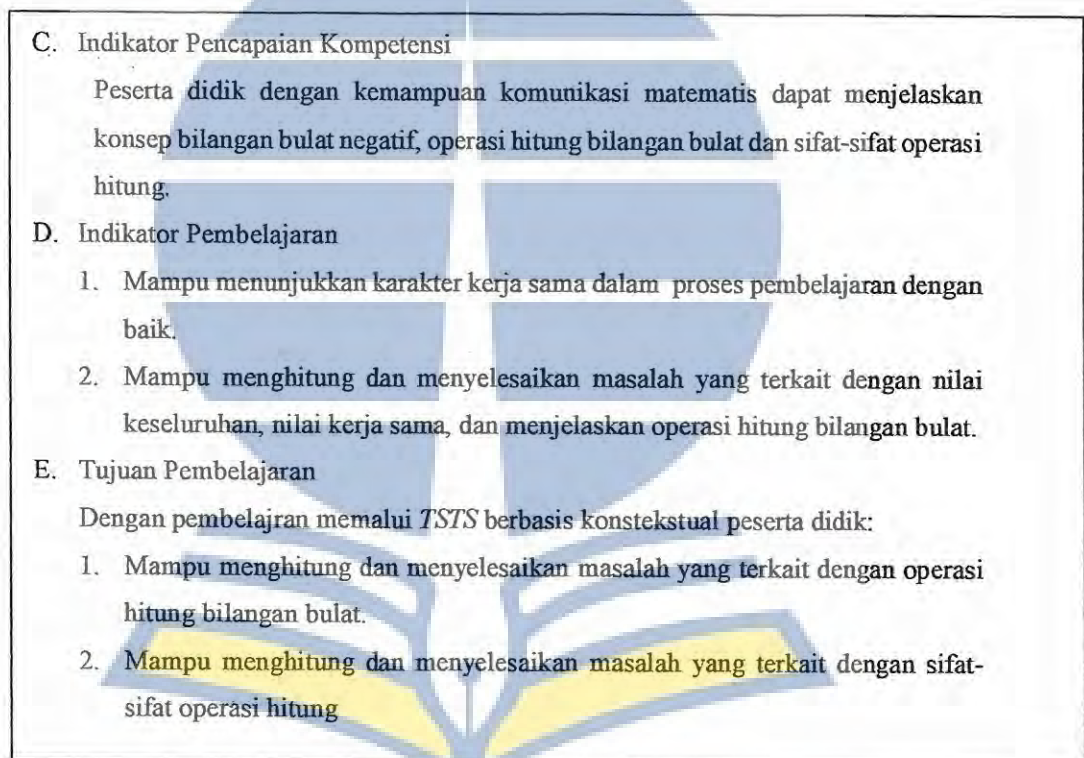 C. Indikator Pencapaian Kompetensi
Peserta didik dengan kemampuan komunikasi matematis dapat menjelaskan
konsep bilangan bulat negatif, operasi hitung bilangan bulat dan sifat-sifat operasi
hitung.
D. Indikator Pembelajaran
1. Mampu menunjukkan karakter kerja sama dalam proses pembelajaran dengan
baik.
2. Mampu menghitung dan menyelesaikan masalah yang terkait dengan nilai
keseluruhan, nilai kerja sama, dan menjelaskan operasi hitung bilangan bulat.
E. Tujuan Pembelajaran
Dengan pembelajran memalui TSTS berbasis konstekstual peserta didik:
1. Mampu menghitung dan menyelesaikan masalah yang terkait dengan operasi
hitung bilangan bulat.
2. Mampu menghitung dan menyelesaikan masalah yang terkait dengan sifat-
sifat operasi hitung